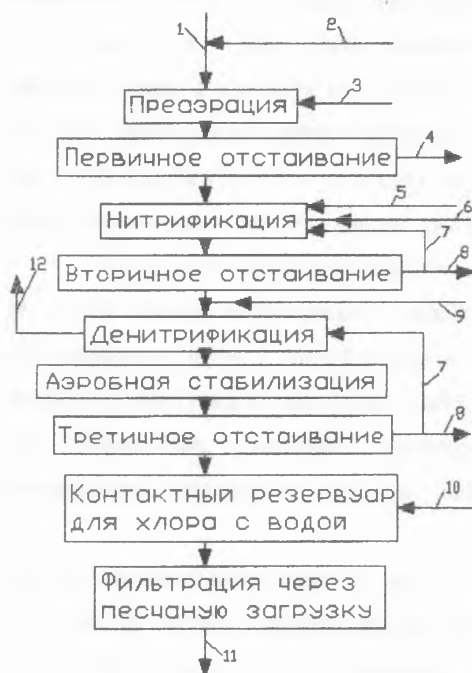 1
2
3
Преаэрация
Первичное отстаивание
4
5
6
Нитрификация
7
Вторичное отстаивание
8
12
9
Денитрификация
Аэробная стабилизация
7
Третичное отстаивание
8
Контактный резервуар
для хлора с водой
10
Фильтрация через
песчаную загрузку
11